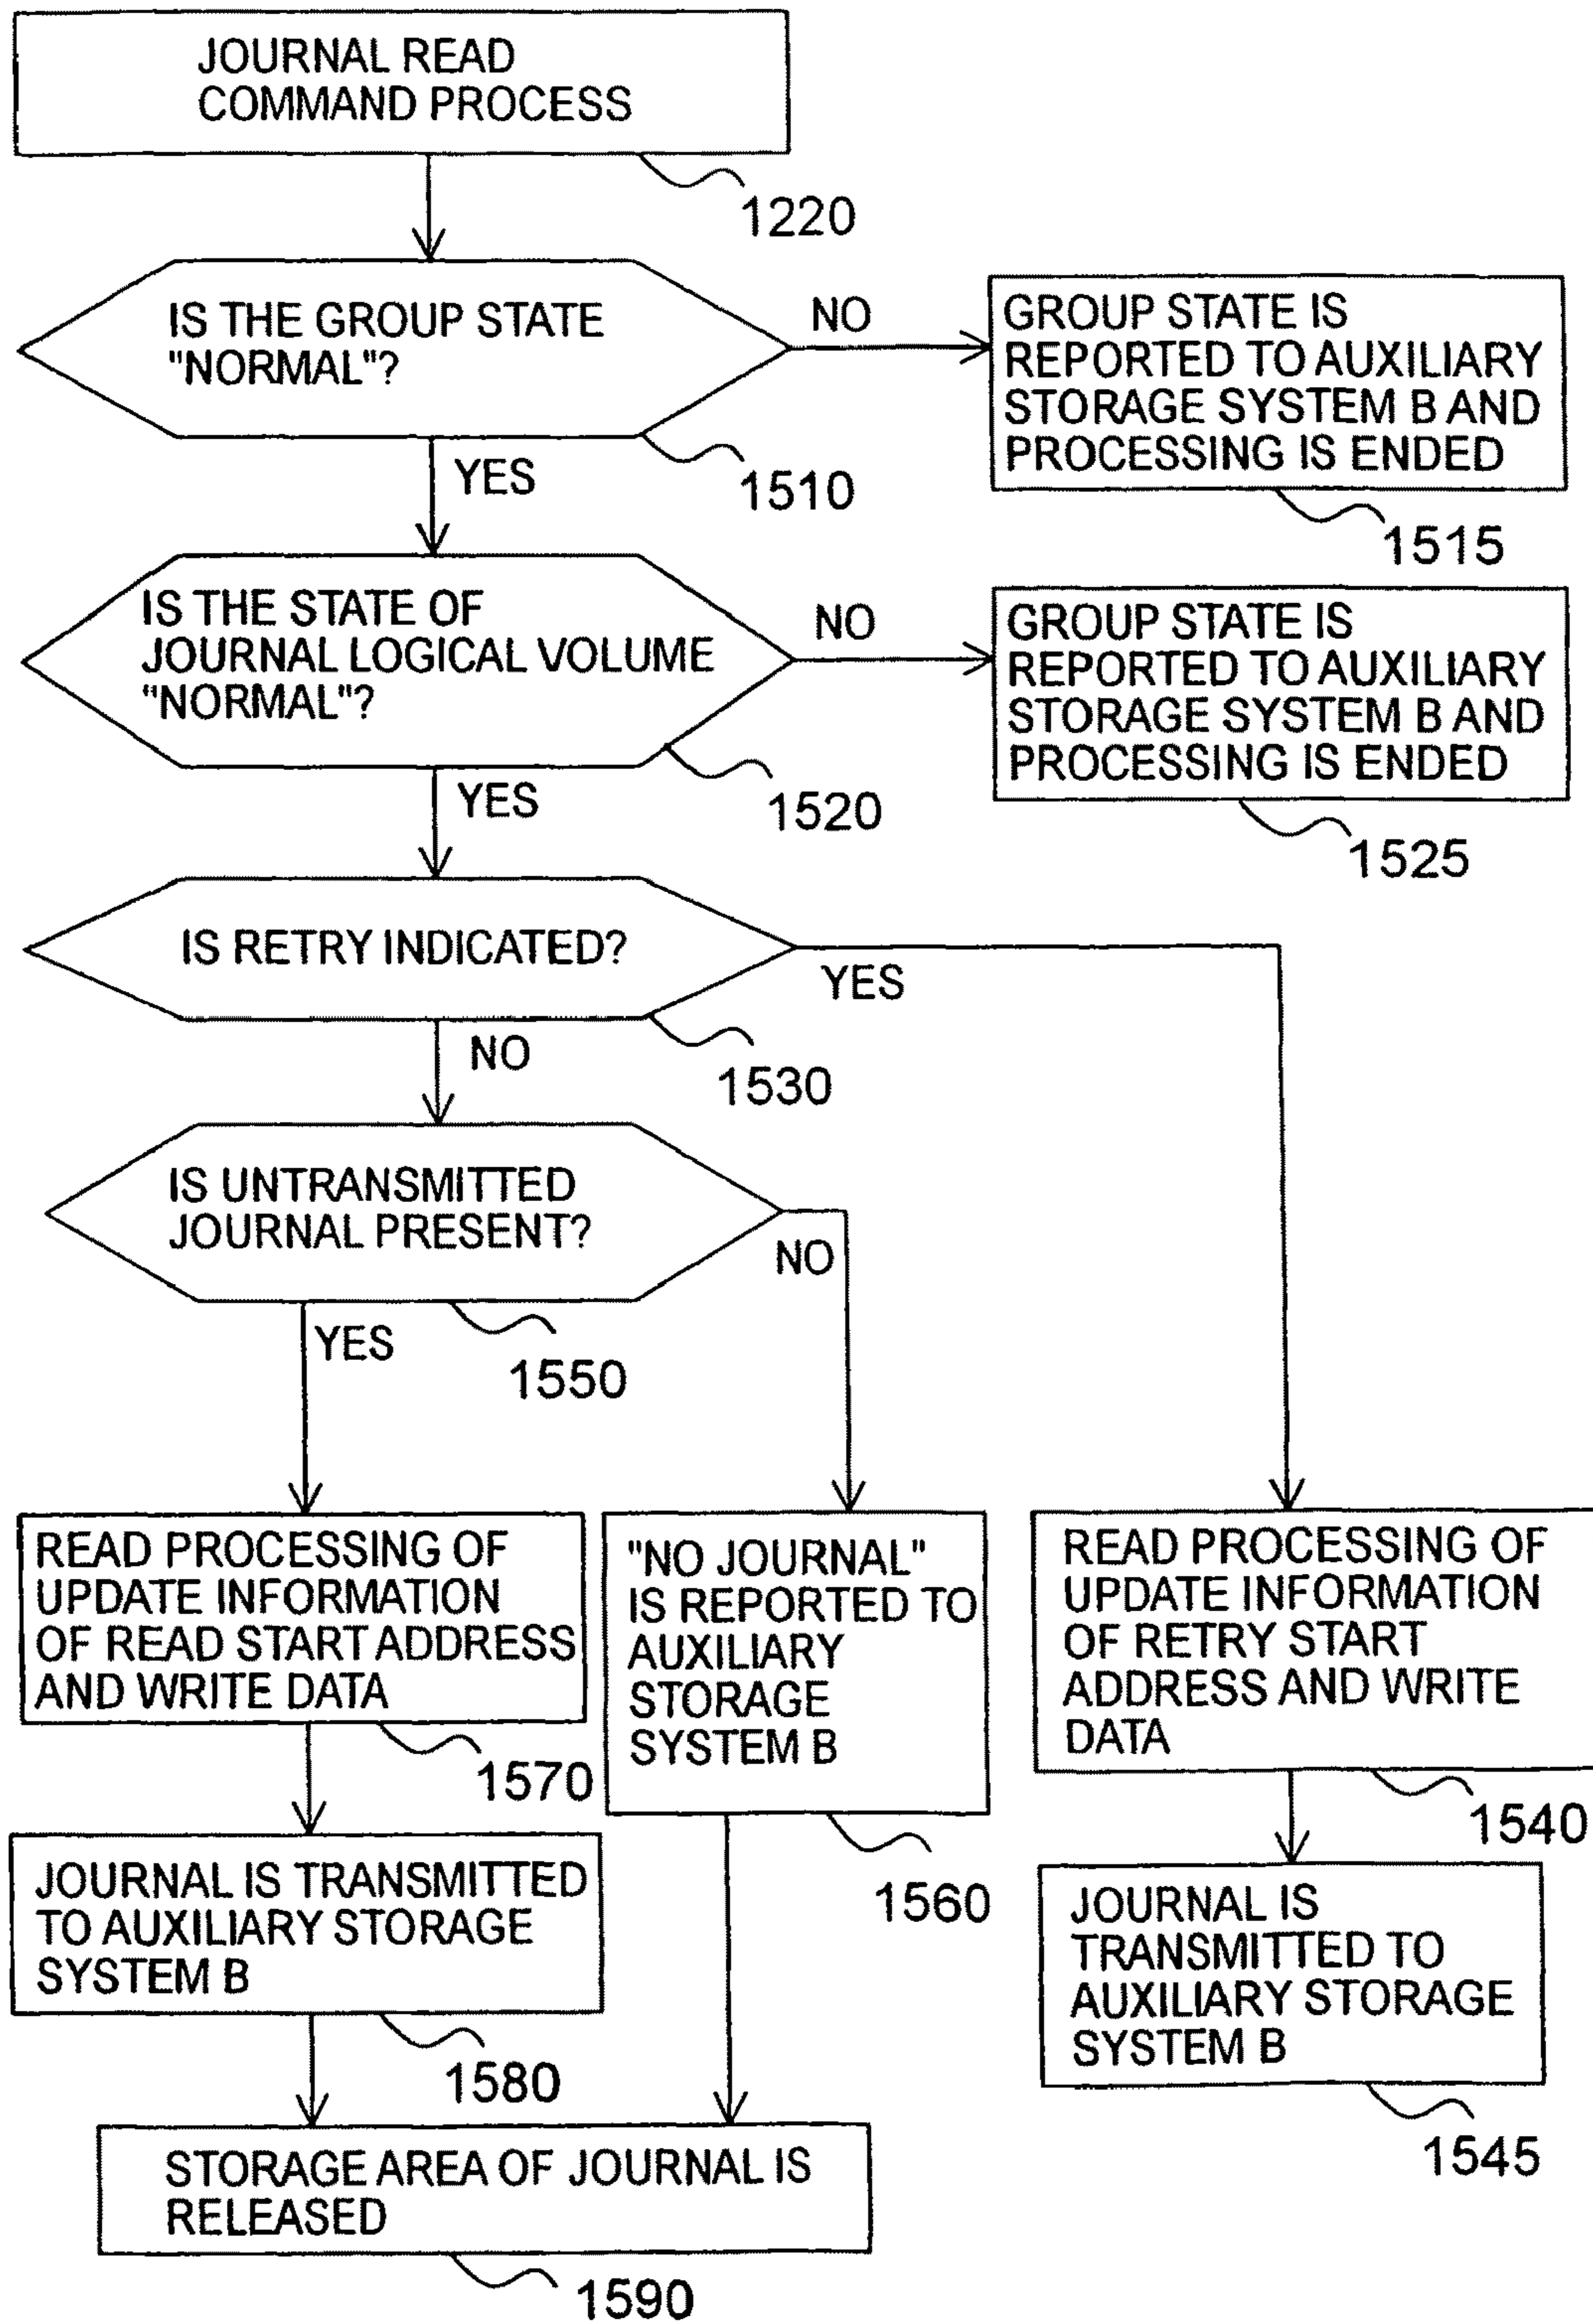 JOURNAL READ
COMMAND PROCESS
1220
IS THE GROUP STATE
"NORMAL"?
NO
GROUP STATE IS
REPORTED TO AUXILIARY
STORAGE SYSTEM B AND
PROCESSING IS ENDED
YES
1510
1515
IS THE STATE OF
JOURNAL LOGICAL VOLUME
"NORMAL"?
NO
GROUP STATE IS
REPORTED TO AUXILIARY
STORAGE SYSTEM B AND
PROCESSING IS ENDED
YES
1520
1525
IS RETRY INDICATED?
YES
NO
1530
IS UNTRANSMITTED
JOURNAL PRESENT?
NO
YES
1550
READ PROCESSING OF
UPDATE INFORMATION
OF READ START ADDRESS
AND WRITE DATA
1570
"NO JOURNAL"
IS REPORTED TO
AUXILIARY
STORAGE
SYSTEM B
1560
READ PROCESSING OF
UPDATE INFORMATION
OF RETRY START
ADDRESS AND WRITE
DATA
1540
JOURNAL IS TRANSMITTED
TO AUXILIARY STORAGE
SYSTEM B
1580
JOURNAL IS
TRANSMITTED TO
AUXILIARY STORAGE
SYSTEM B
1545
STORAGE AREA OF JOURNAL IS
RELEASED
1590